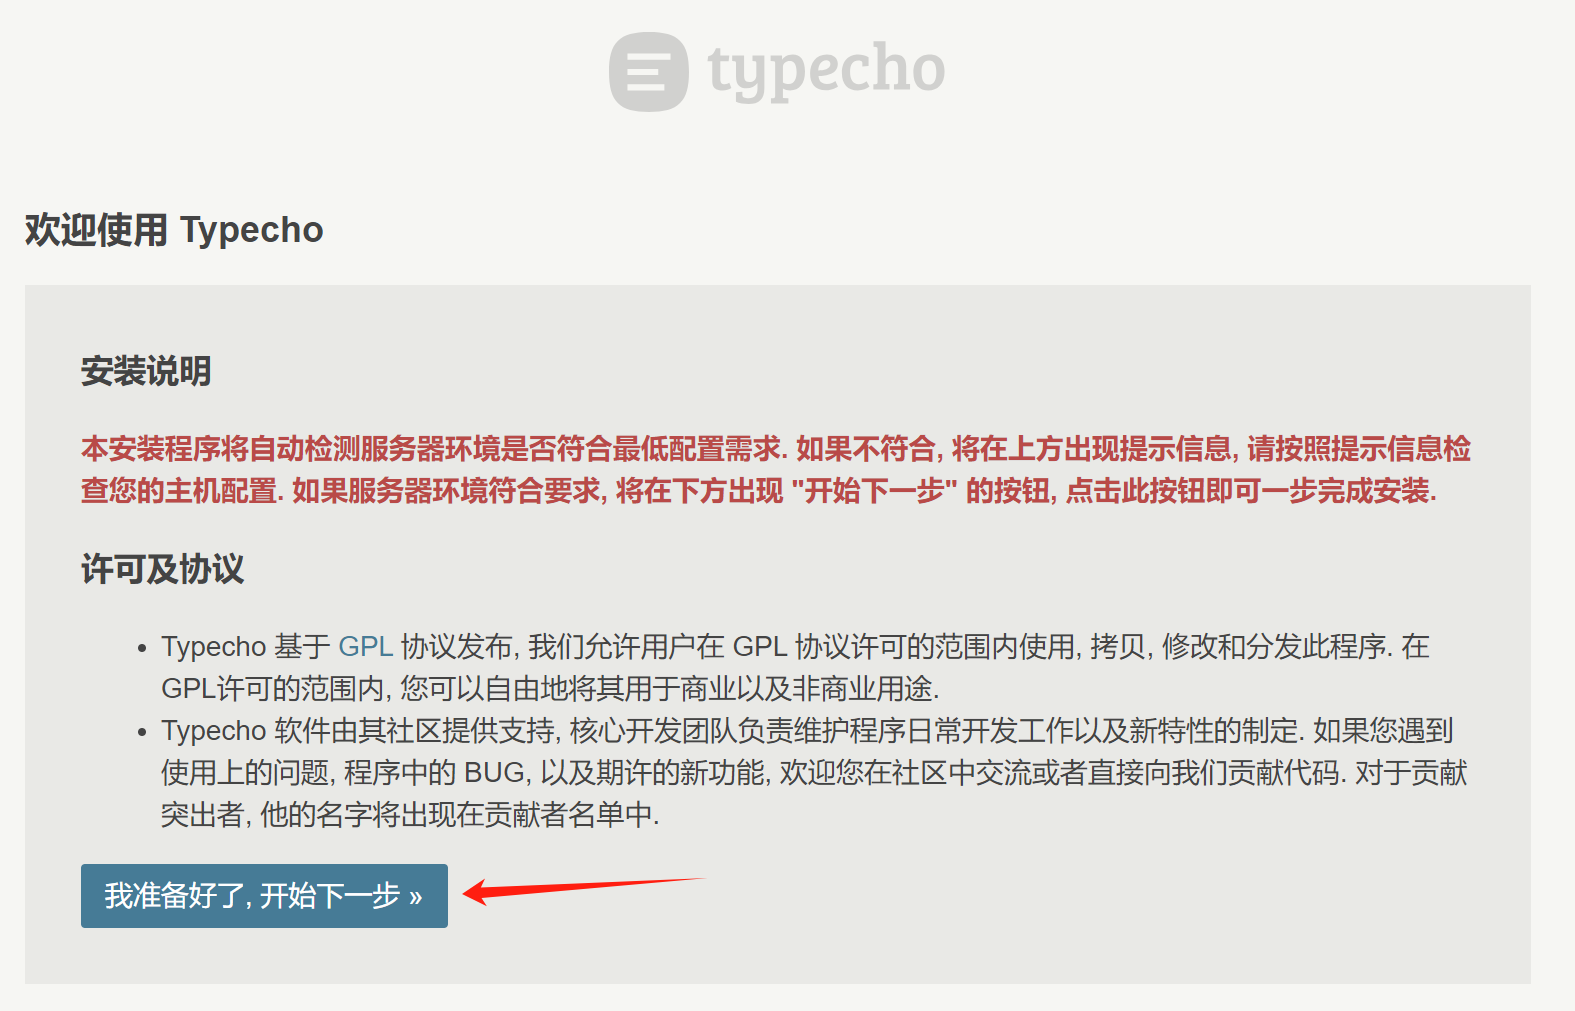 typecho
欢迎使用 Typecho
安装说明
本安装程序将自动检测服务器环境是否符合最低配置需求. 如果不符合, 将在上方出现提示信息, 请按照提示信息检
查您的主机配置. 如果服务器环境符合要求, 将在下方出现 "开始下一步" 的按钮, 点击此按钮即可一步完成安装.
许可及协议
• Typecho 基于 GPL 协议发布, 我们允许用户在 GPL 协议许可的范围内使用, 拷贝, 修改和分发此程序. 在
GPL许可的范围内, 您可以自由地将其用于商业以及非商业用途.
• Typecho 软件由其社区提供支持, 核心开发团队负责维护程序日常开发工作以及新特性的制定. 如果您遇到
使用上的问题, 程序中的 BUG, 以及期许的新功能, 欢迎您在社区中交流或者直接向我们贡献代码. 对于贡献
突出者, 他的名字将出现在贡献者名单中.
我准备好了, 开始下一步 »